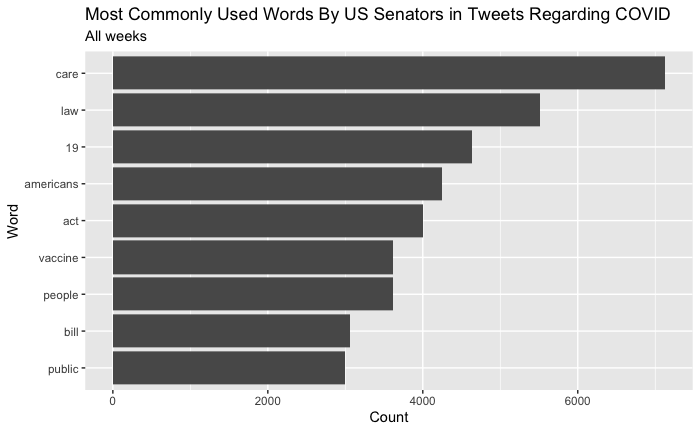 Most Commonly Used Words By US Senators in Tweets Regarding COVID
All weeks
care
law
19
americans
act
vaccine
people
bill
public
Word
0 2000 4000 6000
Count